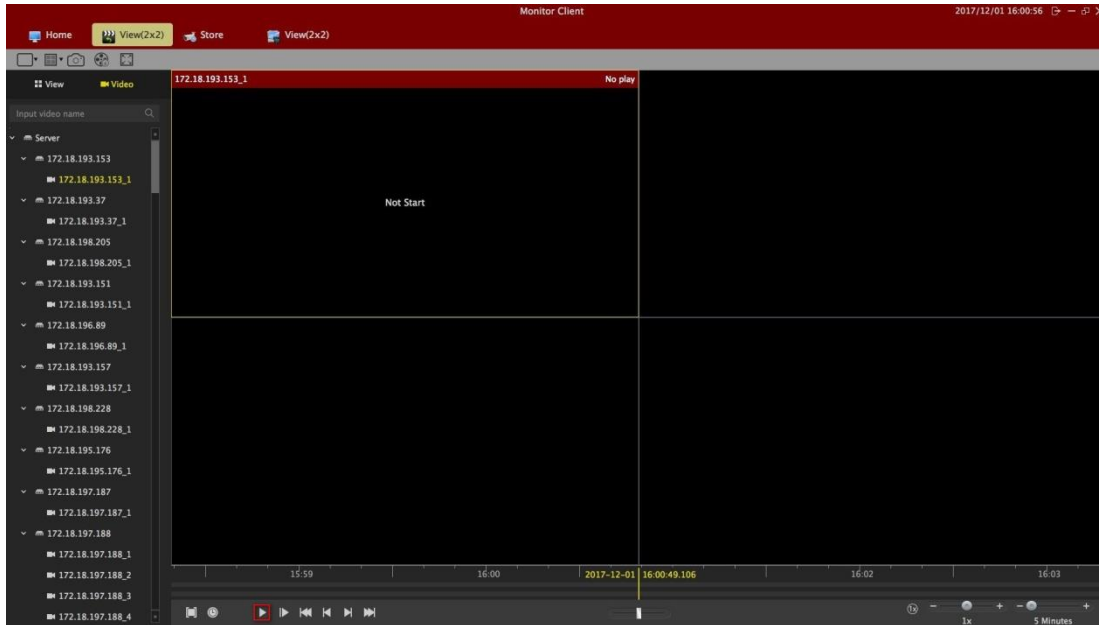 Monitor Client
2017/12/01 16:00:56
Home
View(2x2)
Store
View(2x2)
View
Video
172.18.193.153_1
No play
Input video name
Server
172.18.193.153
172.18.193.153_1
172.18.193.37
172.18.193.37_1
172.18.198.205
172.18.198.205_1
172.18.193.151
172.18.193.151_1
172.18.196.89
172.18.196.89_1
172.18.193.157
172.18.193.157_1
172.18.198.228
172.18.198.228_1
172.18.195.176
172.18.195.176_1
172.18.197.187
172.18.197.187_1
172.18.197.188
172.18.197.188_1
172.18.197.188_2
172.18.197.188_3
172.18.197.188_4
Not Start
15:59
16:00
2017-12-01 16:00:49.106
16:02
16:03
1x
1x
5 Minutes